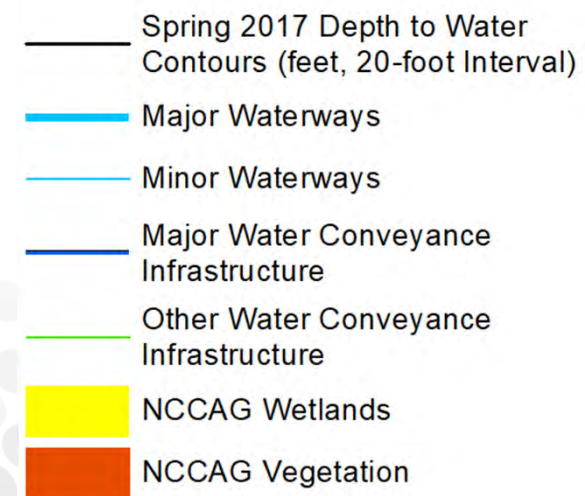 Spring 2017 Depth to Water
Contours (feet, 20-foot Interval)
Major Waterways
Minor Waterways
Major Water Conveyance
Infrastructure
Other Water Conveyance
Infrastructure
NCCAG Wetlands
NCCAG Vegetation